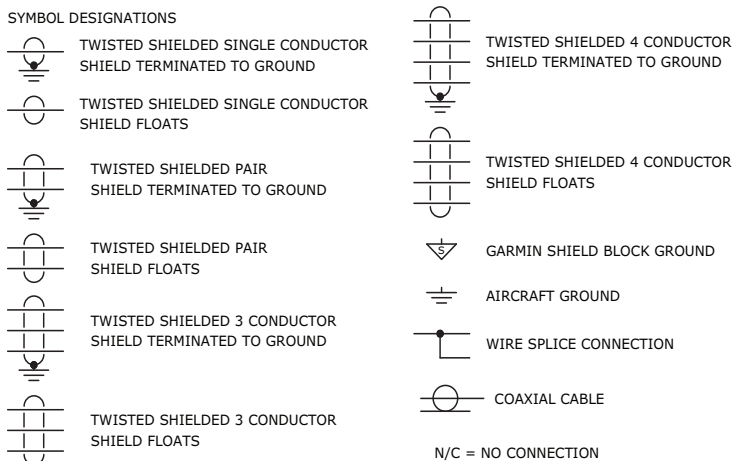 SYMBOL DESIGNATIONS
TWISTED SHIELDED SINGLE CONDUCTOR
SHIELD TERMINATED TO GROUND
TWISTED SHIELDED SINGLE CONDUCTOR
SHIELD FLOATS
TWISTED SHIELDED PAIR
SHIELD TERMINATED TO GROUND
TWISTED SHIELDED PAIR
SHIELD FLOATS
TWISTED SHIELDED 3 CONDUCTOR
SHIELD TERMINATED TO GROUND
TWISTED SHIELDED 3 CONDUCTOR
SHIELD FLOATS
TWISTED SHIELDED 4 CONDUCTOR
SHIELD TERMINATED TO GROUND
TWISTED SHIELDED 4 CONDUCTOR
SHIELD FLOATS
S
GARMIN SHIELD BLOCK GROUND
AIRCRAFT GROUND
WIRE SPLICE CONNECTION
COAXIAL CABLE
N/C = NO CONNECTION